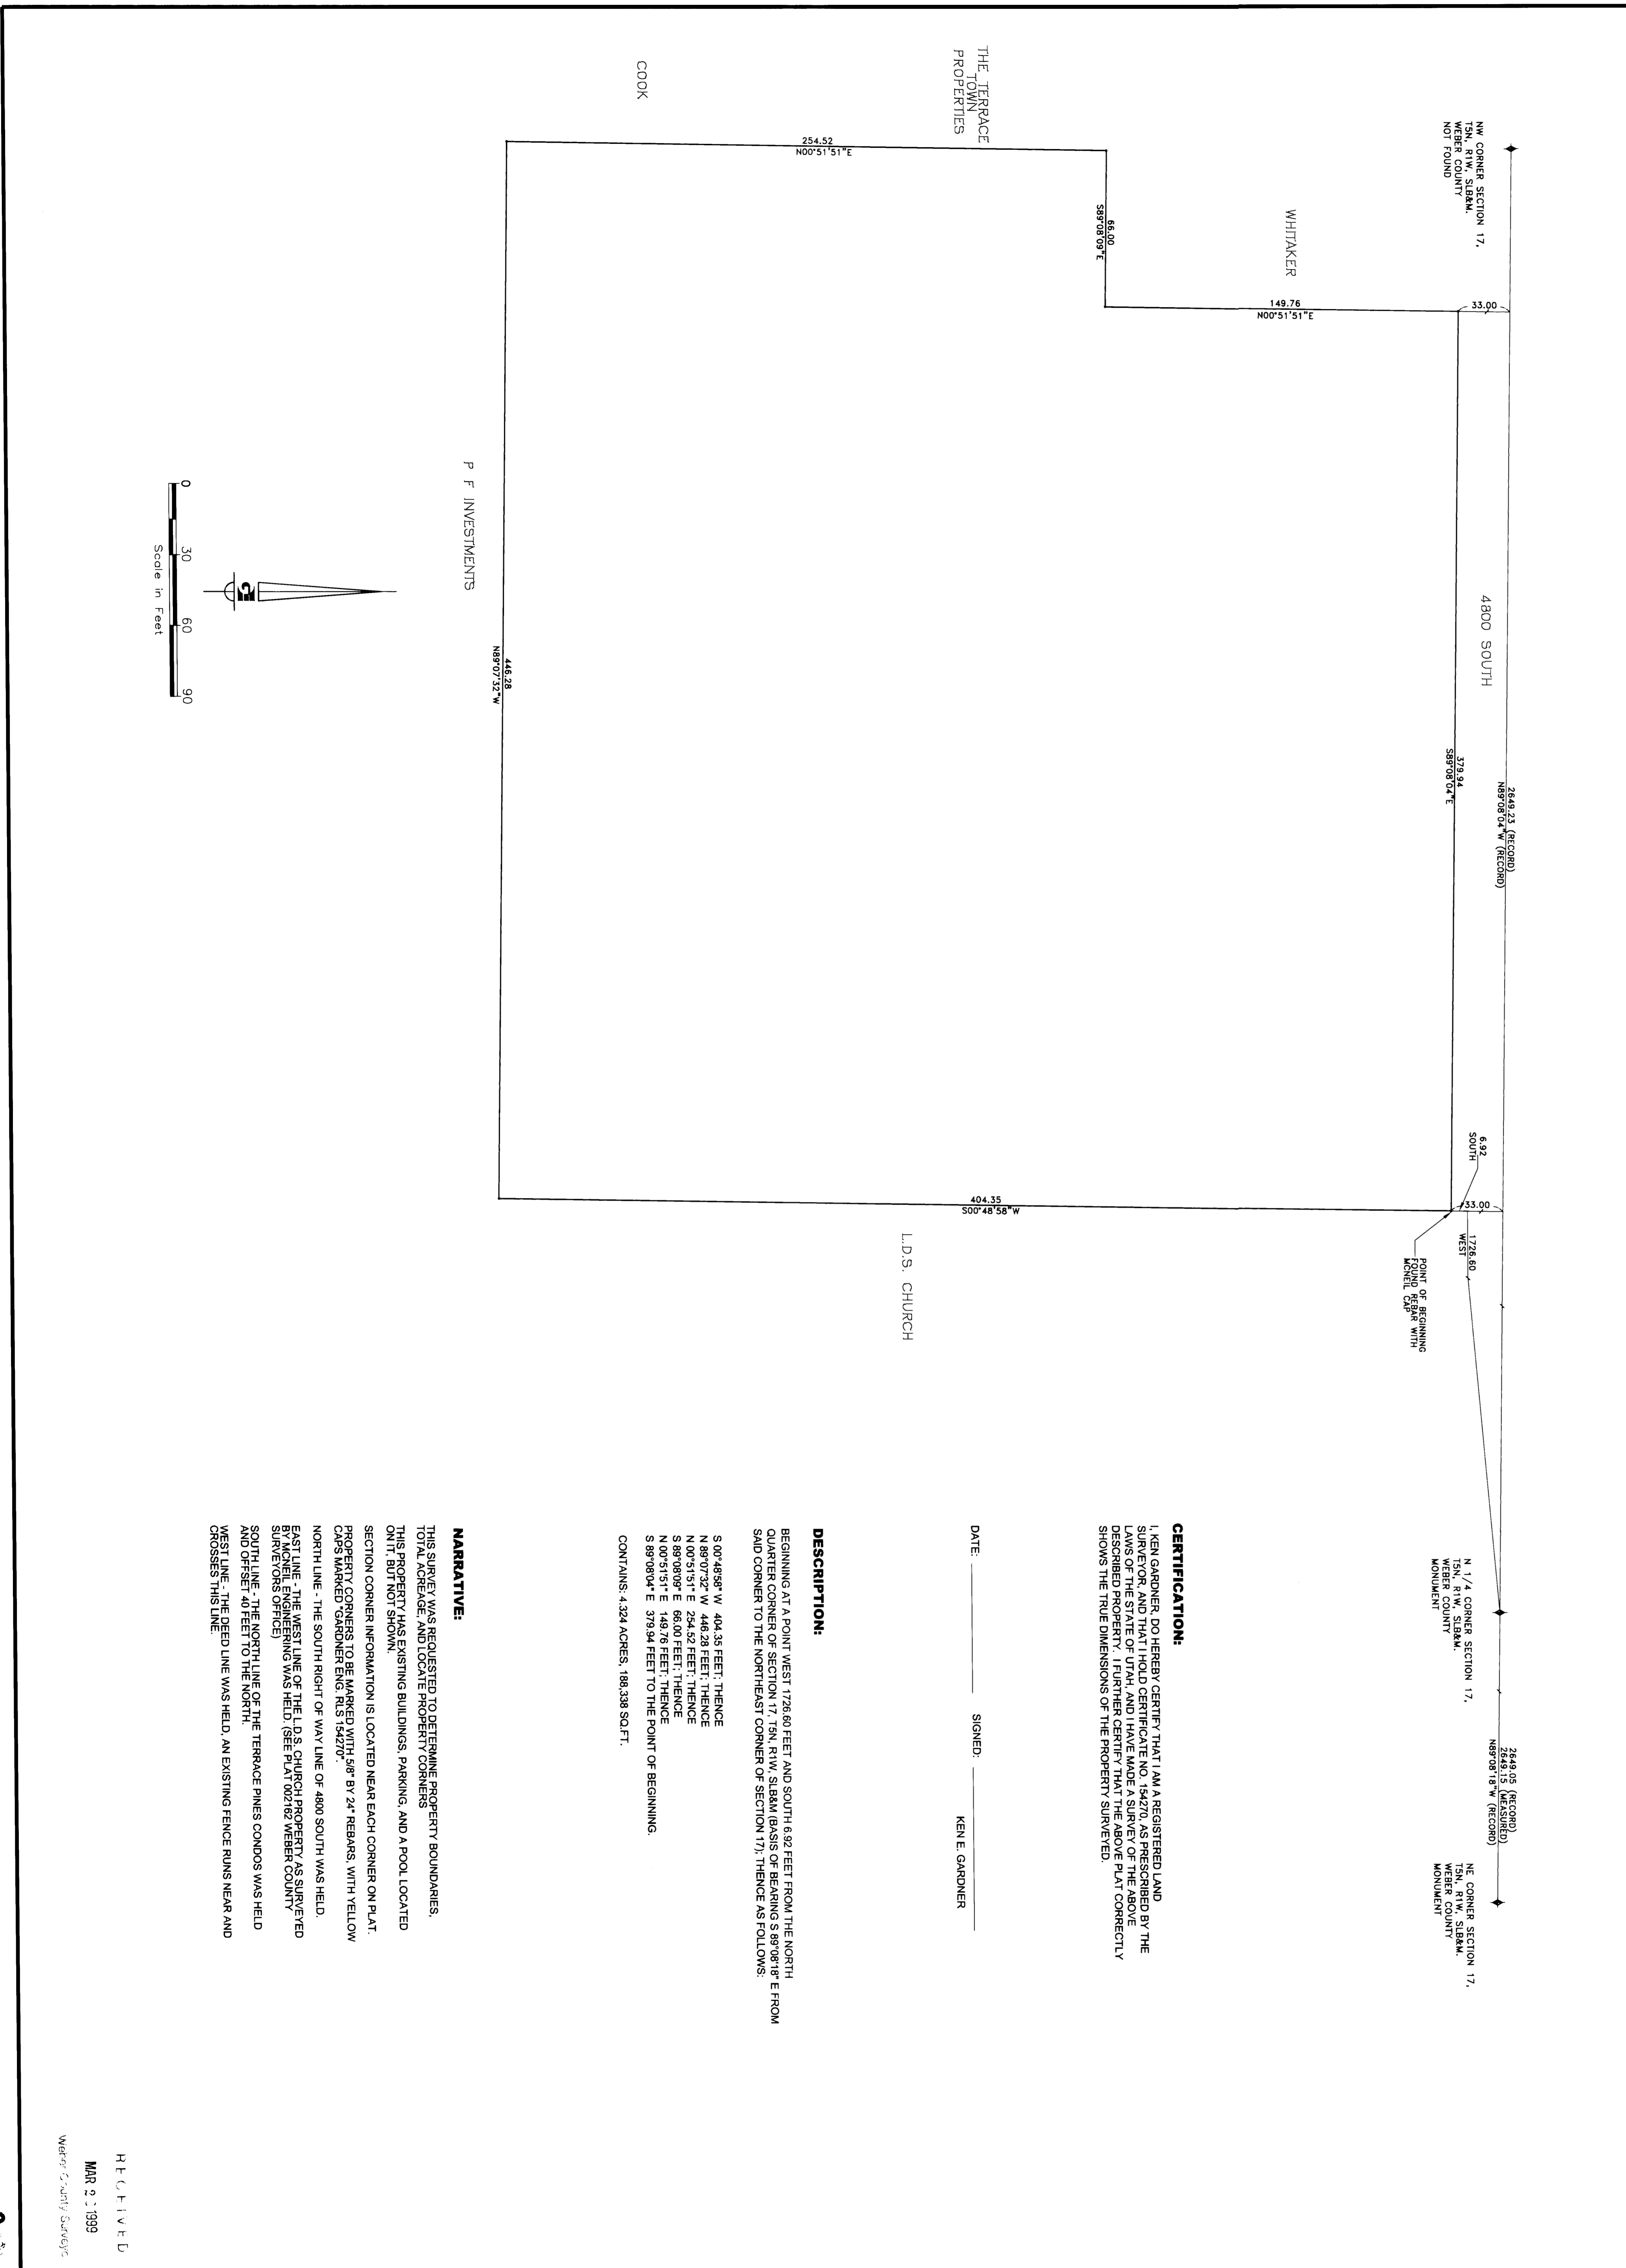 NW CORNER SECTION 17,
T5N, R1W, SLB&M.
WEBER COUNTY
NOT FOUND
33.00
4800 SOUTH
2649.23 (RECORD)
N89°08'04"W (RECORD)
379.94
S89°08'04"E
6.92
SOUTH
33.00
1726.60
WEST
POINT OF BEGINNING
FOUND REBAR WITH
MCNEIL CAP
N 1/4 CORNER SECTION 17,
T5N, R1W, SLB&M.
WEBER COUNTY
MONUMENT
2649.05 (RECORD)
2649.15 (MEASURED)
N89°08'18"W (RECORD)
NE CORNER SECTION 17,
T5N, R1W, SLB&M.
WEBER COUNTY
MONUMENT
WHITAKER
149.76
N00°51'51"E
66.00
S89°08'09"E
THE TERRACE
TOWN
PROPERTIES
254.52
N00°51'51"E
COOK
404.35
S00°48'58"W
L.D.S. CHURCH
446.28
N89°07'32"W
P F INVESTMENTS
0 30 60 90
Scale in Feet
CERTIFICATION:
I, KEN GARDNER, DO HEREBY CERTIFY THAT I AM A REGISTERED LAND
SURVEYOR, AND THAT I HOLD CERTIFICATE NO. 154270, AS PRESCRIBED BY THE
LAWS OF THE STATE OF UTAH, AND I HAVE MADE A SURVEY OF THE ABOVE
DESCRIBED PROPERTY. I FURTHER CERTIFY THAT THE ABOVE PLAT CORRECTLY
SHOWS THE TRUE DIMENSIONS OF THE PROPERTY SURVEYED.
DATE: SIGNED:
KEN E. GARDNER
DESCRIPTION:
BEGINNING AT A POINT WEST 1726.60 FEET AND SOUTH 6.92 FEET FROM THE NORTH
QUARTER CORNER OF SECTION 17, T5N, R1W, SLB&M (BASIS OF BEARING S 89°08'18" E FROM
SAID CORNER TO THE NORTHEAST CORNER OF SECTION 17); THENCE AS FOLLOWS:
S 00°48'58" W 404.35 FEET; THENCE
N 89°07'32" W 446.28 FEET; THENCE
N 00°51'51" E 254.52 FEET; THENCE
S 89°08'09" E 66.00 FEET; THENCE
N 00°51'51" E 149.76 FEET; THENCE
S 89°08'04" E 379.94 FEET TO THE POINT OF BEGINNING.
CONTAINS: 4.324 ACRES, 188,338 SQ.FT.
NARRATIVE:
THIS SURVEY WAS REQUESTED TO DETERMINE PROPERTY BOUNDARIES,
TOTAL ACREAGE, AND LOCATE PROPERTY CORNERS
THIS PROPERTY HAS EXISTING BUILDINGS, PARKING, AND A POOL LOCATED
ON IT, BUT NOT SHOWN.
SECTION CORNER INFORMATION IS LOCATED NEAR EACH CORNER ON PLAT.
PROPERTY CORNERS TO BE MARKED WITH 5/8" BY 24" REBARS, WITH YELLOW
CAPS MARKED "GARDNER ENG. RLS 154270".
NORTH LINE - THE SOUTH RIGHT OF WAY LINE OF 4800 SOUTH WAS HELD.
EAST LINE - THE WEST LINE OF THE L.D.S. CHURCH PROPERTY AS SURVEYED
BY MCNEIL ENGINEERING WAS HELD. (SEE PLAT 002162 WEBER COUNTY
SURVEYORS OFFICE)
SOUTH LINE - THE NORTH LINE OF THE TERRACE PINES CONDOS WAS HELD
AND OFFSET 40 FEET TO THE NORTH.
WEST LINE - THE DEED LINE WAS HELD, AN EXISTING FENCE RUNS NEAR AND
CROSSES THIS LINE.
RECEIVED
MAR 1999
Weber County